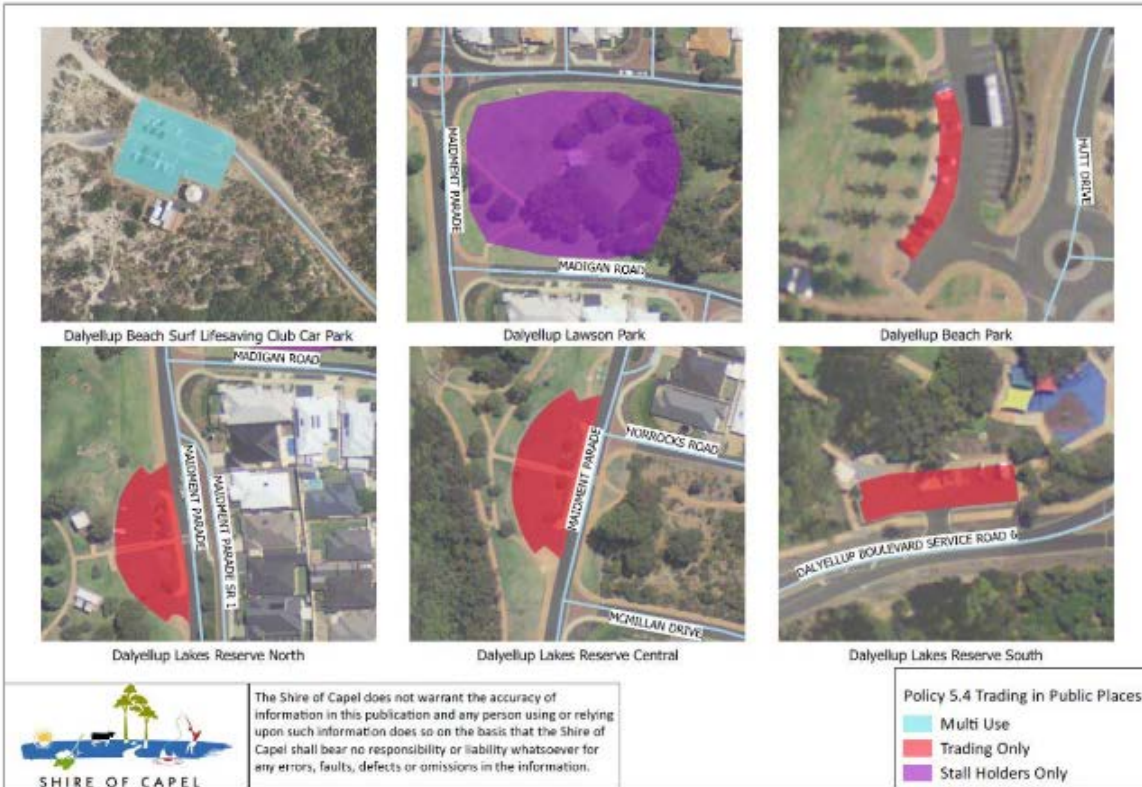 MAIDMENT PARADE
MADIGAN ROAD
HUTT DRIVE
Dalyellup Beach Surf Lifesaving Club Car Park
Dalyellup Lawson Park
Dalyellup Beach Park
MADIGAN ROAD
MAIDMENT PARADE
MAIDMENT PARADE SR 1
MAIDMENT PARADE
HORROCKS ROAD
MCMILLAN DRIVE
DALYELLUP BOULEVARD SERVICE ROAD 6
Dalyellup Lakes Reserve North
Dalyellup Lakes Reserve Central
Dalyellup Lakes Reserve South
SHIRE OF CAPEL
The Shire of Capel does not warrant the accuracy of
information in this publication and any person using or relying
upon such information does so on the basis that the Shire of
Capel shall bear no responsibility or liability whatsoever for
any errors, faults, defects or omissions in the information.
Policy 5.4 Trading in Public Places
Multi Use
Trading Only
Stall Holders Only